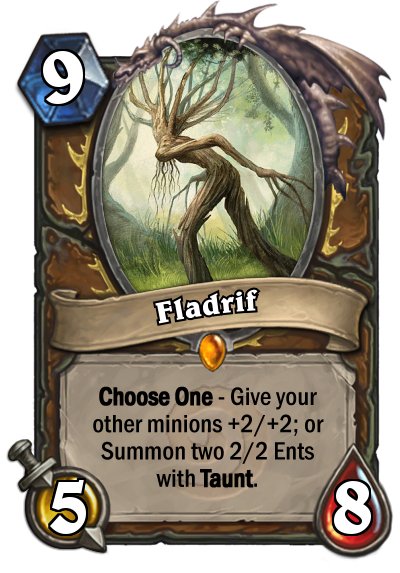 9
Fladrif
Choose One - Give your
other minions +2/+2; or
Summon two 2/2 Ents
with Taunt.
5
8